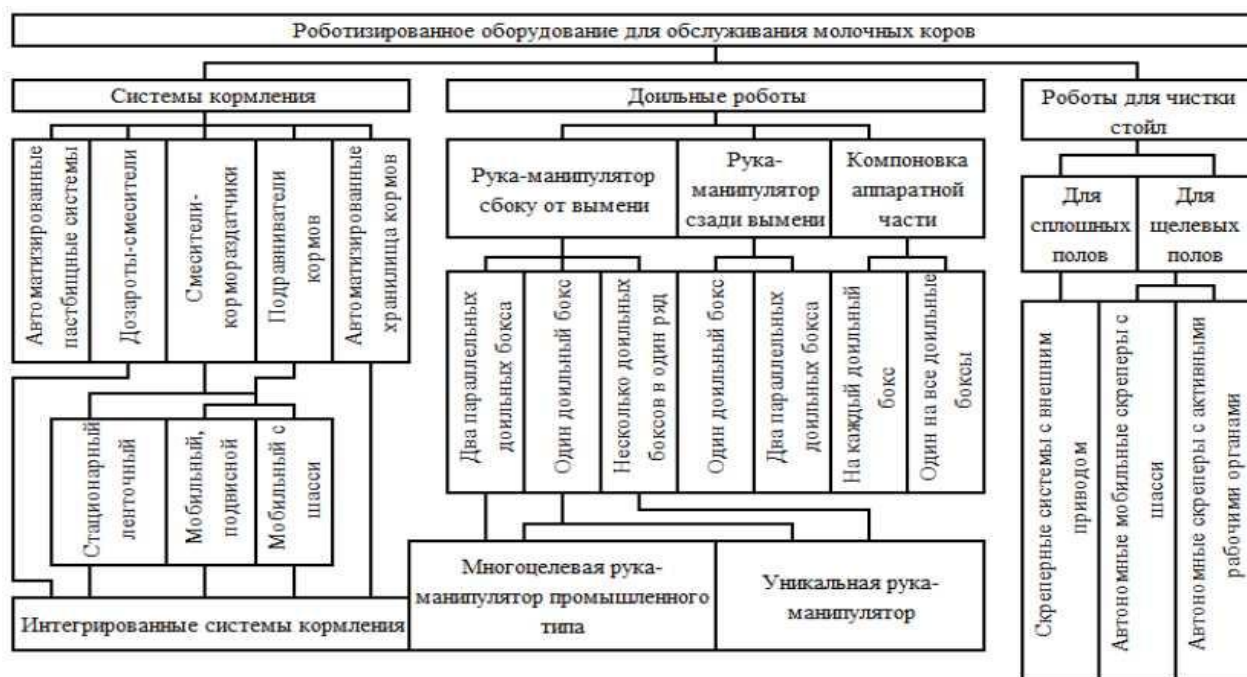 Роботизированное оборудование для обслуживания молочных коров
Системы кормления
Доильные роботы
Роботы для чистки
стойл
Автоматизированные
пастбищные системы
Дозароты-смесители
Смесители-
кормораздатчики
Подравниватели
кормов
Автоматизированные
хранилища кормов
Рука-манипулятор
сбоку от вымени
Рука-
манипулятор
сзади вымени
Компоновка
аппаратной
части
Для
сплошных
полов
Для
щелевых
полов
Два параллельных
доильных бокса
Один доильный бокс
Несколько доильных
боксов в один ряд
Один доильный бокс
Два параллельных
доильных бокса
На каждый доильный
бокс
Один на все доильные
боксы
Скреперные системы с внешним
приводом
Автономные мобильные скреперы с
шасси
Автономные скреперы с активными
рабочими органами
Стационарный
ленточный
Мобильный,
подвисной
Мобильный с
шасси
Интегрированные системы кормления
Многоцелевая рука-
манипулятор промышленного
типа
Уникальная рука-
манипулятор